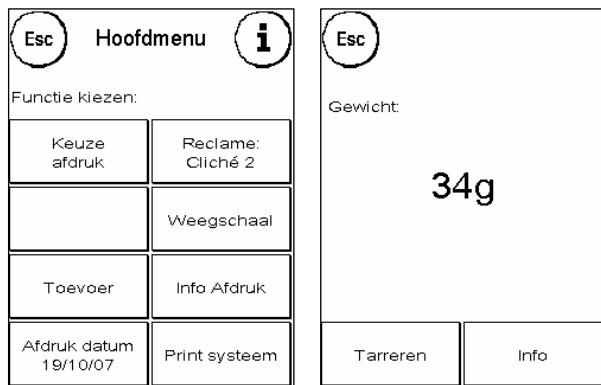 Esc Hoofdmenu i
Functie kiezen:
Keuze
afdruk
Reclame:
Cliché 2
Weegschaal
Toevoer
Info Afdruk
Afdruk datum
19/10/07
Print systeem
Esc
Gewicht:
34g
Tarreren
Info